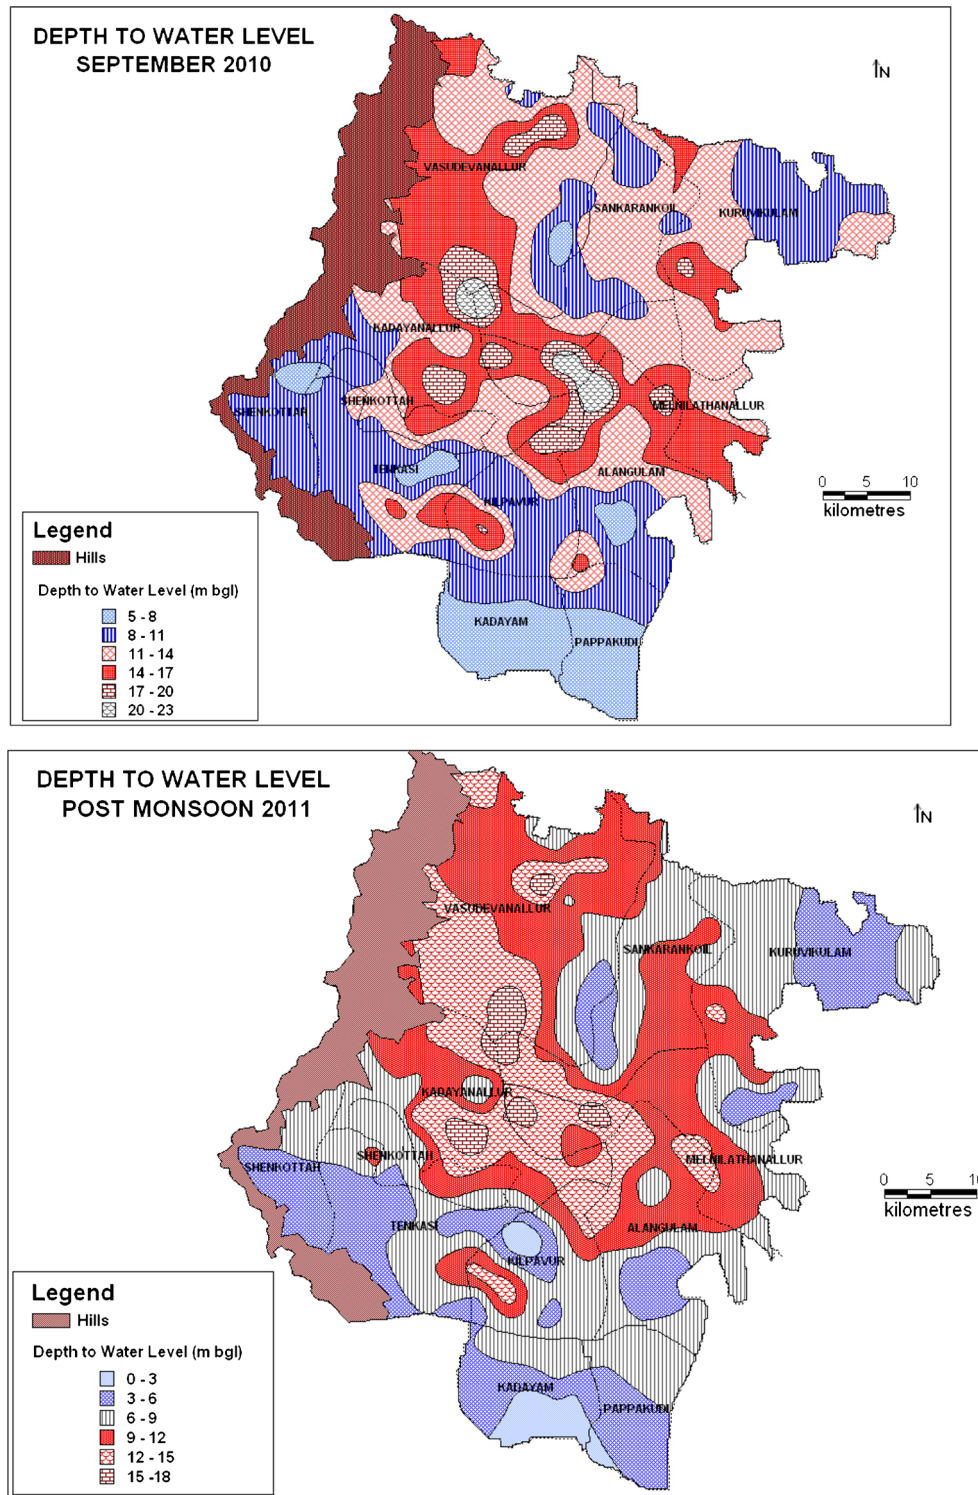 DEPTH TO WATER LEVEL
SEPTEMBER 2010
N
VASUDEVANALLUR
SANKARANKOIL
KURUVIKULAM
KADAYANALLUR
SHENKOTTAH
SHENKOTTAH
MELNILATHANALLUR
TENKASI
ALANGULAM
KILPAVUR
KADAYAM
PAPPAKUDI
0 5 10
kilometres
Legend
Hills
Depth to Water Level (m bgl)
5 - 8
8 - 11
11 - 14
14 - 17
17 - 20
20 - 23
DEPTH TO WATER LEVEL
POST MONSOON 2011
N
VASUDEVANALLUR
SANKARANKOIL
KURUVIKULAM
KADAYANALLUR
SHENKOTTAH
SHENKOTTAH
MELNILATHANALLUR
TENKASI
ALANGULAM
KILPAVUR
KADAYAM
PAPPAKUDI
0 5 10
kilometres
Legend
Hills
Depth to Water Level (m bgl)
0 - 3
3 - 6
6 - 9
9 - 12
12 - 15
15 -18